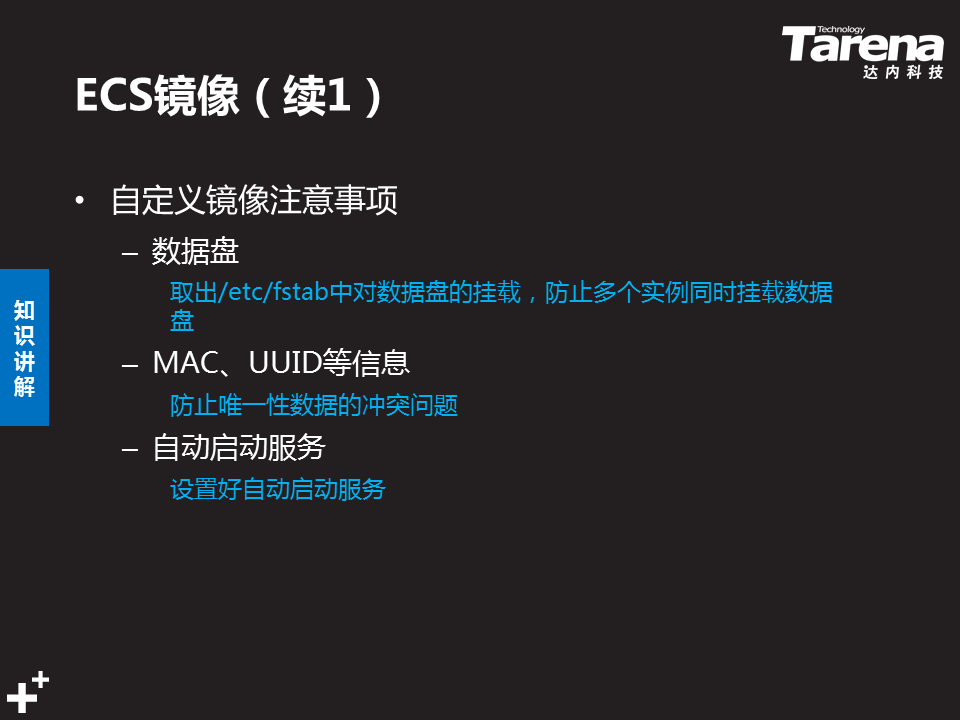 Technology
Tarena
达内科技
ECS镜像（续1）
• 自定义镜像注意事项
– 数据盘
取出/etc/fstab中对数据盘的挂载，防止多个实例同时挂载数据
盘
– MAC、UUID等信息
防止唯一性数据的冲突问题
– 自动启动服务
设置好自动启动服务
知
识
讲
解